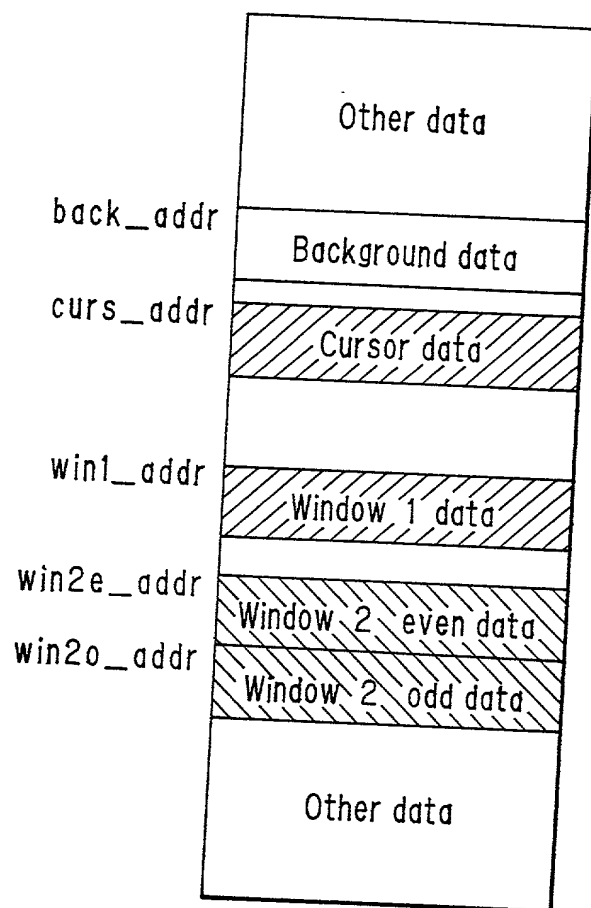 Other data
back_addr
Background data
curs_addr
Cursor data
win1_addr
Window 1 data
win2e_addr
Window 2 even data
win2o_addr
Window 2 odd data
Other data